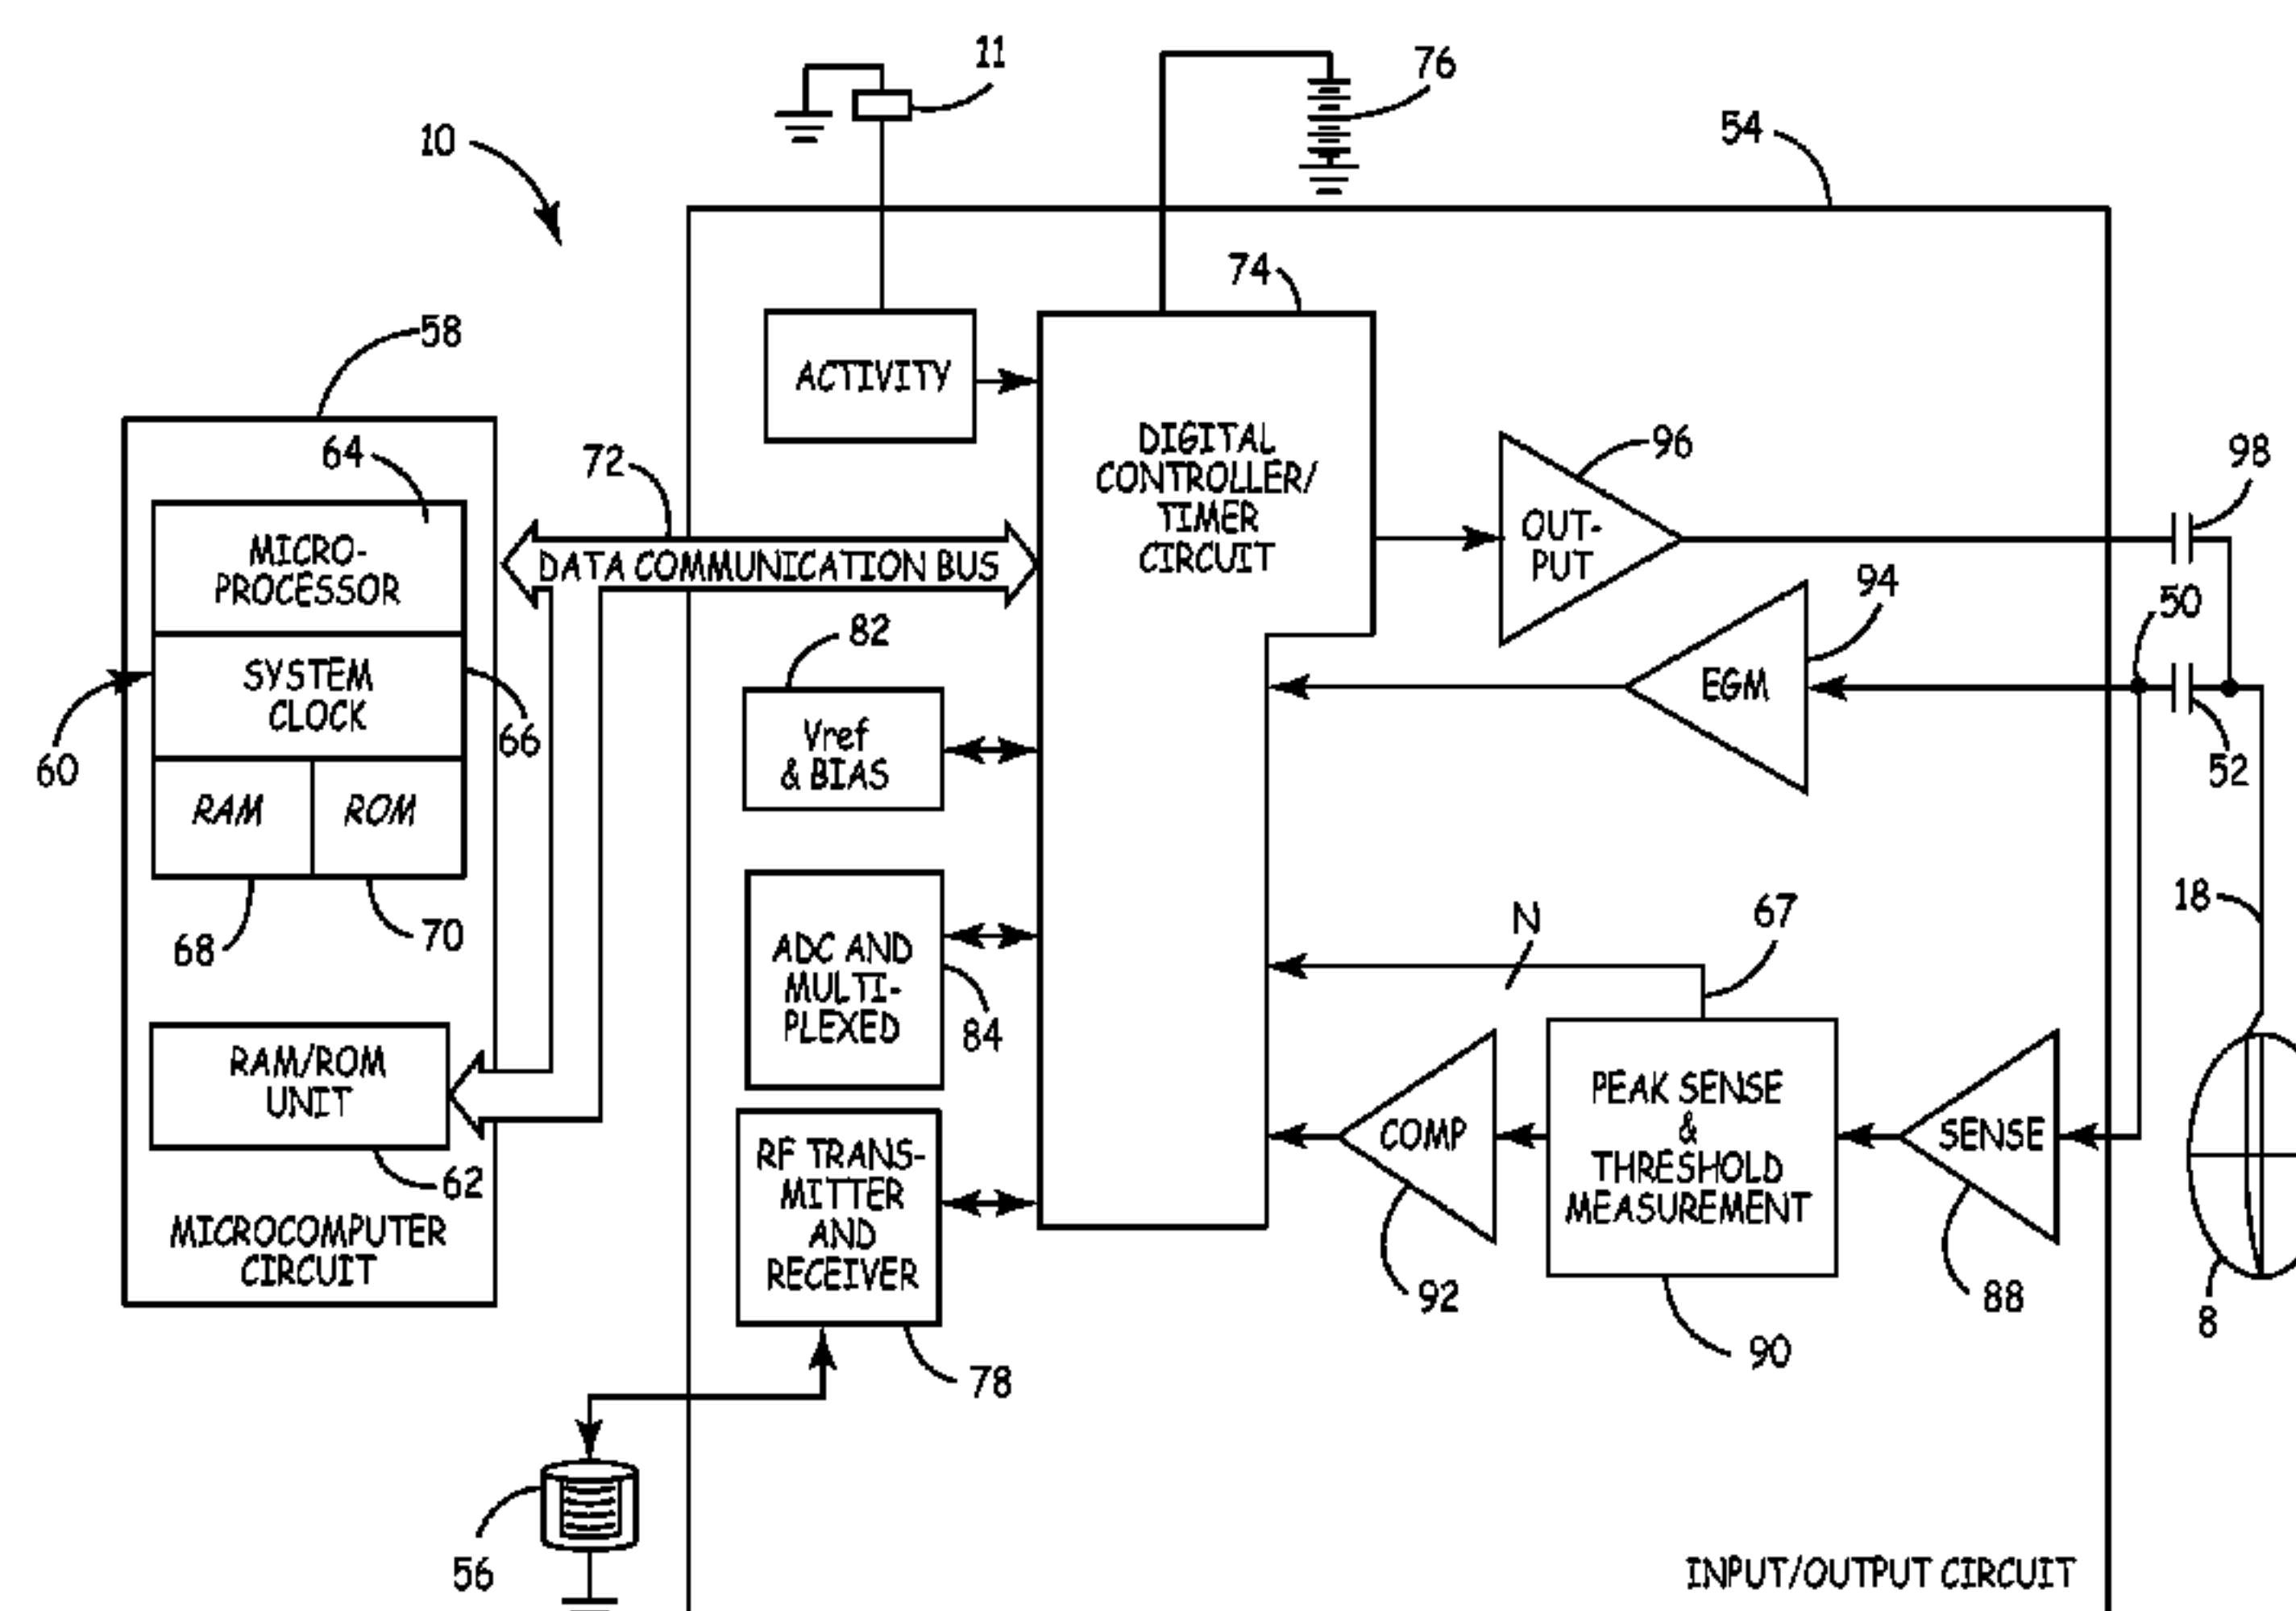 11
76
10
54
74
58
ACTIVITY
64
72
DIGITAL
CONTROLLER/
TIMER
CIRCUIT
96
98
MICRO-
PROCESSOR
DATA COMMUNICATION BUS
OUT-
PUT
94
50
82
SYSTEM
CLOCK
66
60
Vref
& BIAS
EGM
52
RAM
ROM
68
70
ADC AND
MULTI-
PLEXED
84
N
67
18
RAM/ROM
UNIT
62
MICROCOMPUTER
CIRCUIT
RF TRANS-
MITTER
AND
RECEIVER
78
COMP
92
PEAK SENSE
&
THRESHOLD
MEASUREMENT
90
SENSE
88
8
56
INPUT/OUTPUT CIRCUIT